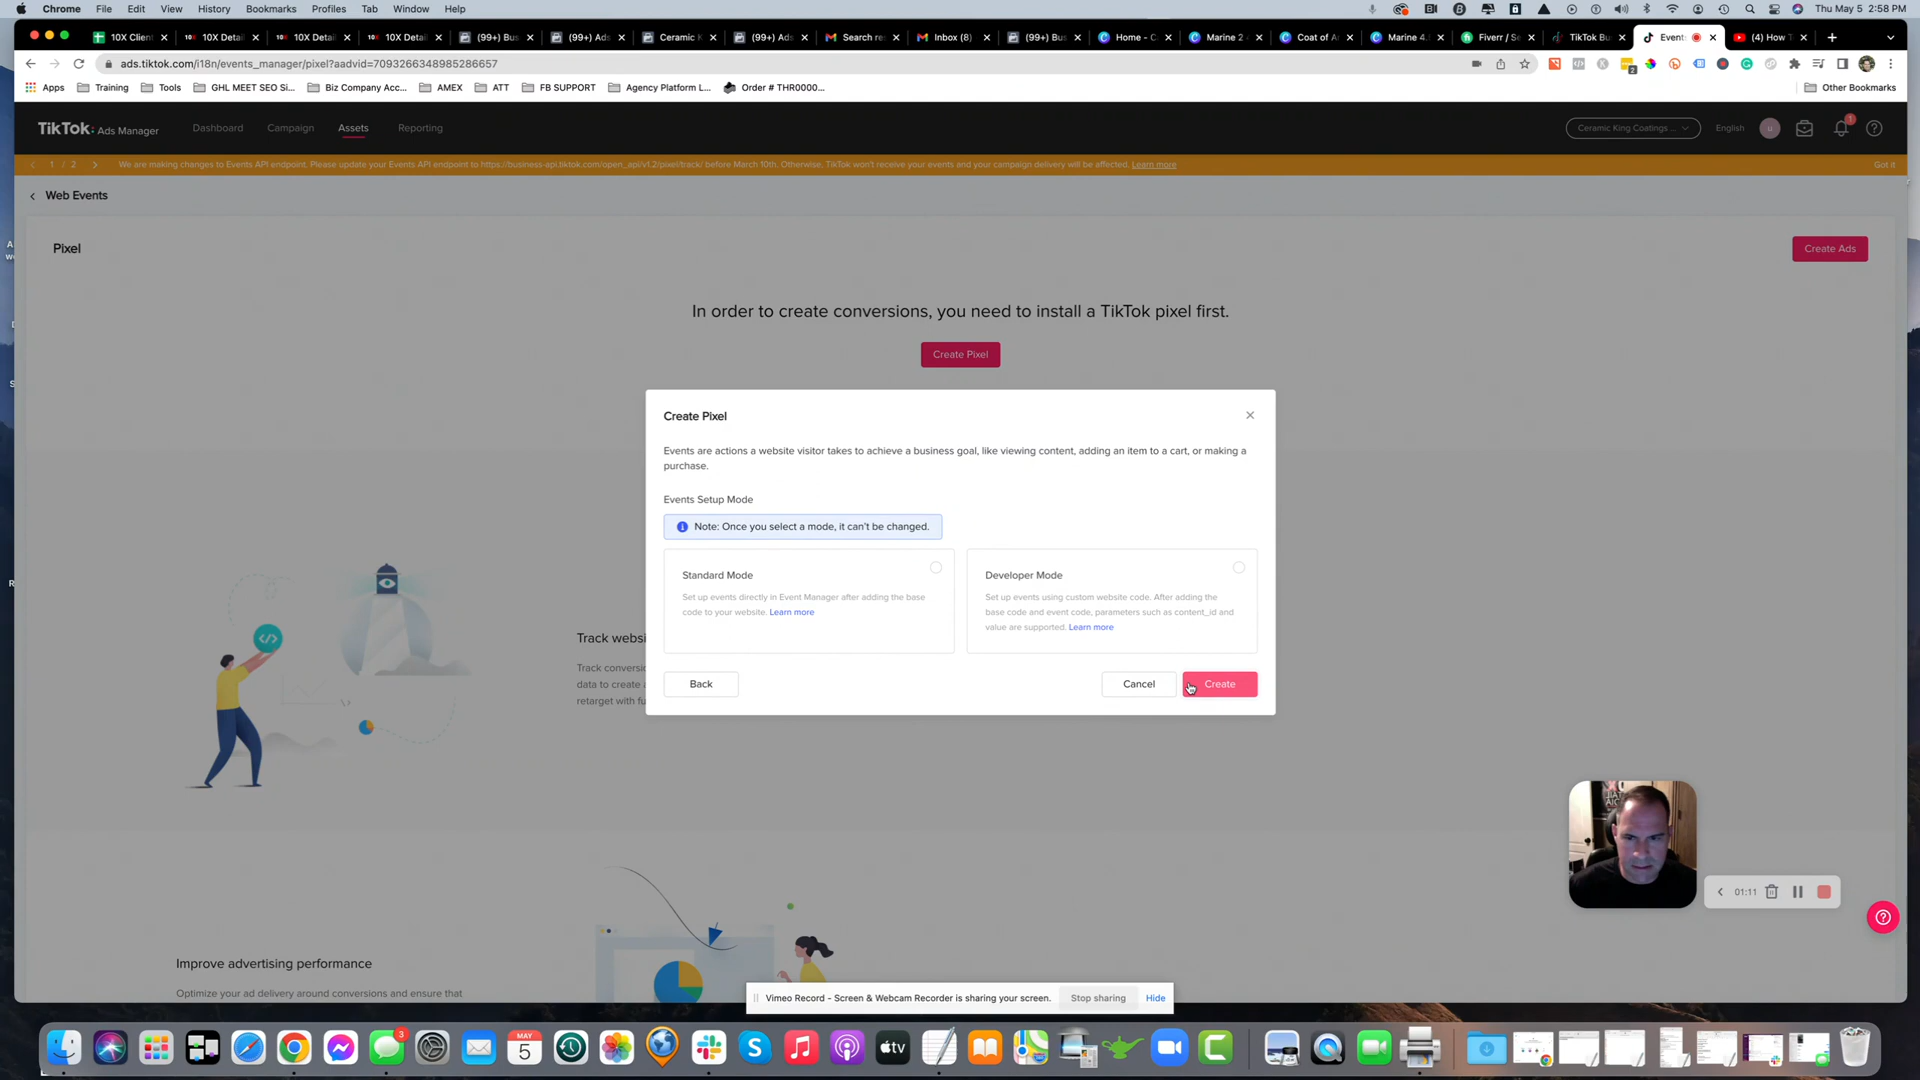 Chrome File Edit View History Bookmarks Profiles Tab Window Help Thu May 5 2:58 PM
10X Client 10X Detai 10X Detai 10X Detai (99+) Bus (99+) Ads Ceramic K (99+) Ads Search res Inbox (8) (99+) Bus Home - Ca Marine 2 Coat of Ar Marine 4. Fiverr / Se TikTok Bus Event (4) How T
ads.tiktok.com/i18n/events_manager/pixel?aadvid=7093266348985286657
Apps Training Tools GHL MEET SEO Si... Biz Company Acc... AMEX ATT FB SUPPORT Agency Platform L... Order # THR0000... Other Bookmarks
TikTok: Ads Manager Dashboard Campaign Assets Reporting Ceramic King Coatings ... English u 1
1 / 2 We are making changes to Events API endpoint. Please update your Events API endpoint to https://business-api.tiktok.com/open_api/v1.2/pixel/track/ before March 10th. Otherwise, TikTok won't receive your events and your campaign delivery will be affected. Learn more Got it
Web Events
Pixel Create Ads
In order to create conversions, you need to install a TikTok pixel first.
Create Pixel
Create Pixel
Events are actions a website visitor takes to achieve a business goal, like viewing content, adding an item to a cart, or making a
purchase.
Events Setup Mode
Note: Once you select a mode, it can't be changed.
Standard Mode
Set up events directly in Event Manager after adding the base
code to your website. Learn more
Developer Mode
Set up events using custom website code. After adding the
base code and event code, parameters such as content_id and
value are supported. Learn more
Back Cancel Create
Track websi
Track conversi
data to create a
retarget with fu
01:11
Improve advertising performance
Optimize your ad delivery around conversions and ensure that
Vimeo Record - Screen & Webcam Recorder is sharing your screen. Stop sharing Hide
3
MAY
5
tv